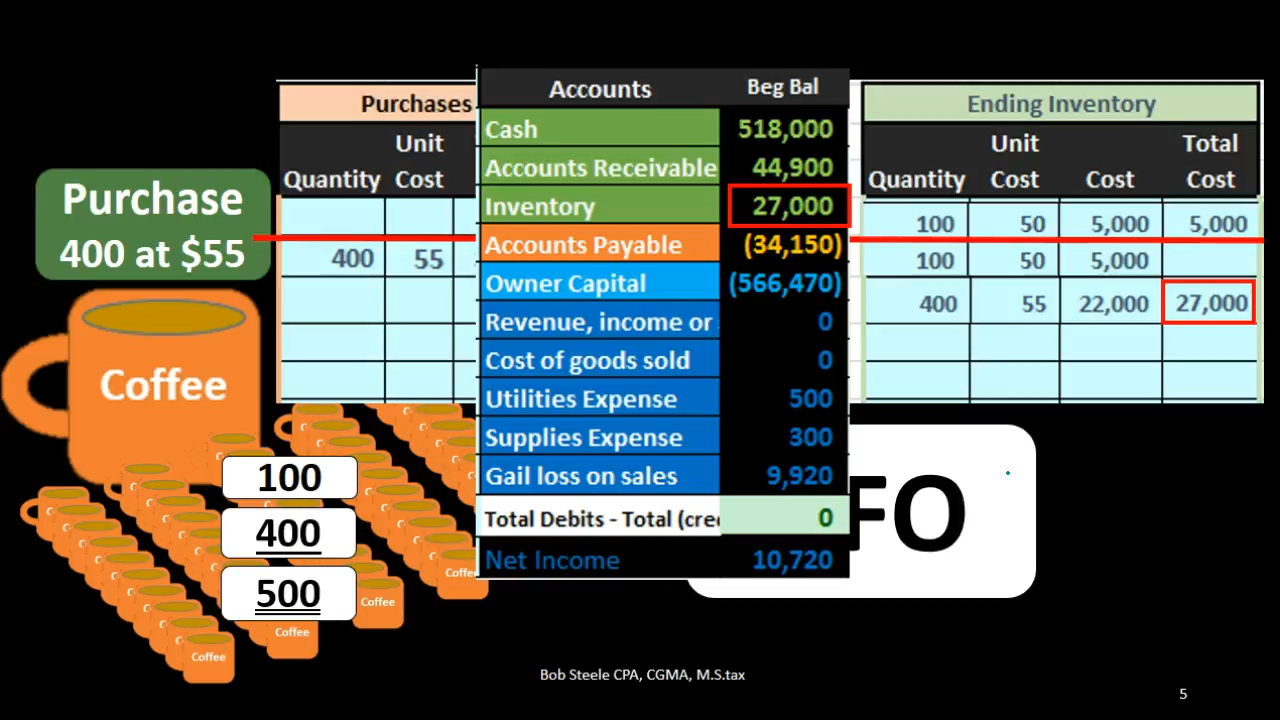 Purchase
400 at $55
Purchases
Quantity Unit Cost
400 55
Accounts Beg Bal
Cash 518,000
Accounts Receivable 44,900
Inventory 27,000
Accounts Payable (34,150)
Owner Capital (566,470)
Revenue, income or 0
Cost of goods sold 0
Utilities Expense 500
Supplies Expense 300
Gail loss on sales 9,920
Total Debits - Total (cre 0
Net Income 10,720
Ending Inventory
Quantity Unit Cost Cost Total Cost
100 50 5,000 5,000
100 50 5,000
400 55 22,000 27,000
Coffee
100
400
500
FO
Coffee
Coffee
Coffee
Coffee
Bob Steele CPA, CGMA, M.S.tax
5